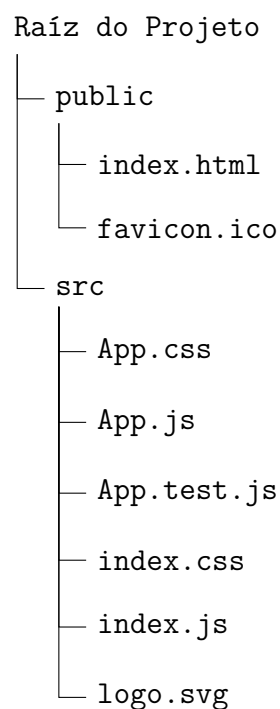 Raíz do Projeto
public
index.html
favicon.ico
src
App.css
App.js
App.test.js
index.css
index.js
logo.svg